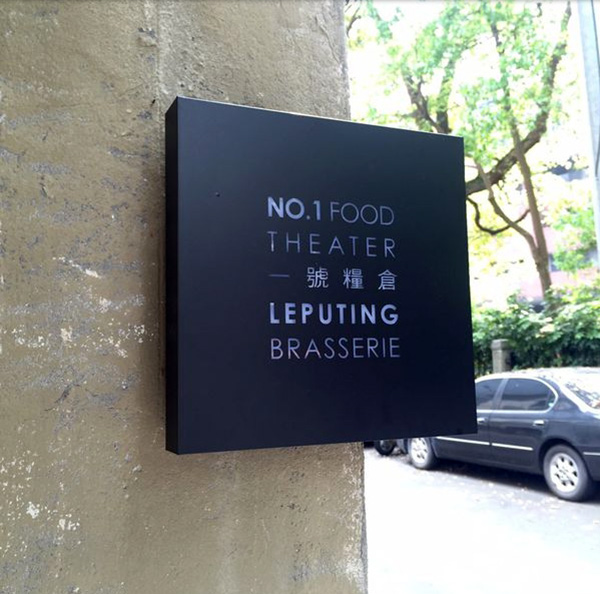 NO.1 FOOD
THEATER
一號糧倉
LEPUTING
BRASSERIE